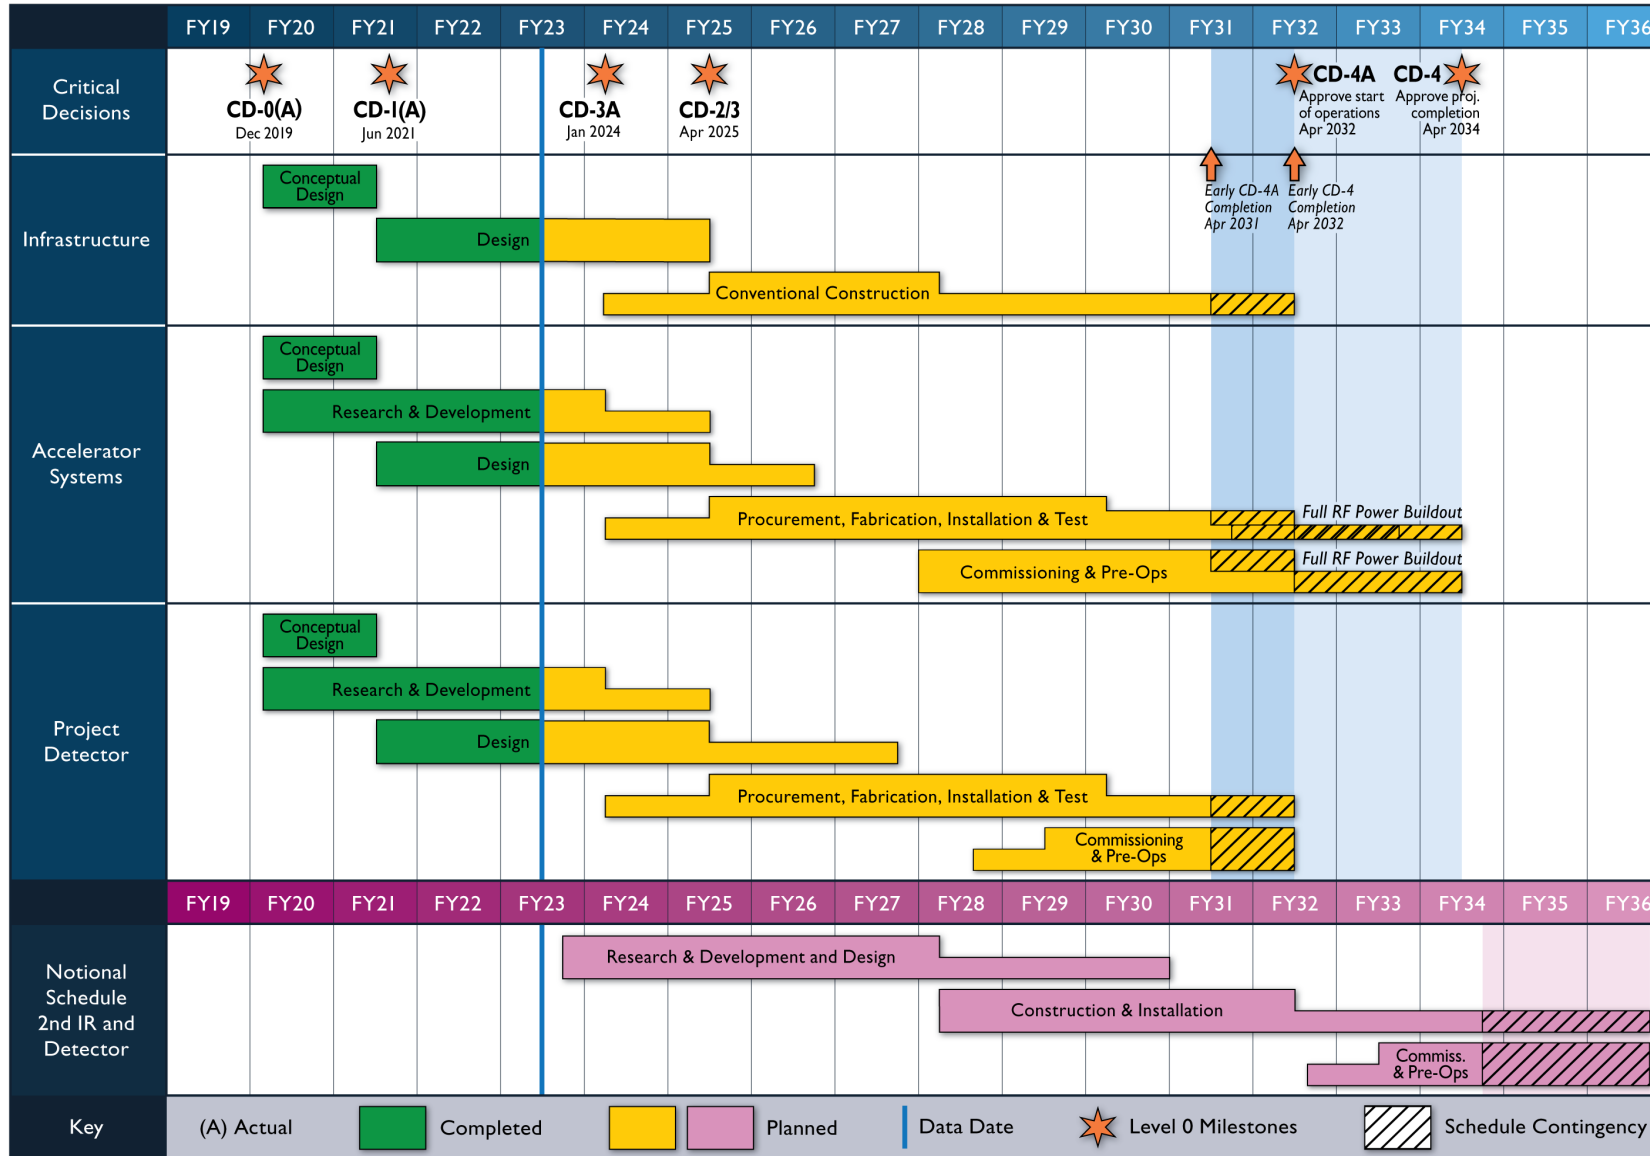 FY19 FY20 FY21 FY22 FY23 FY24 FY25 FY26 FY27 FY28 FY29 FY30 FY31 FY32 FY33 FY34 FY35 FY36
Critical
Decisions
CD-0(A)
Dec 2019
CD-1(A)
Jun 2021
CD-3A
Jan 2024
CD-2/3
Apr 2025
CD-4A
Approve start
of operations
Apr 2032
CD-4
Approve proj.
completion
Apr 2034
Infrastructure
Conceptual
Design
Design
Conventional Construction
Early CD-4A
Completion
Apr 2031
Early CD-4
Completion
Apr 2032
Accelerator
Systems
Conceptual
Design
Research & Development
Design
Procurement, Fabrication, Installation & Test
Full RF Power Buildout
Commissioning & Pre-Ops
Full RF Power Buildout
Project
Detector
Conceptual
Design
Research & Development
Design
Procurement, Fabrication, Installation & Test
Commissioning
& Pre-Ops
FY19 FY20 FY21 FY22 FY23 FY24 FY25 FY26 FY27 FY28 FY29 FY30 FY31 FY32 FY33 FY34 FY35 FY36
Notional
Schedule
2nd IR and
Detector
Research & Development and Design
Construction & Installation
Commiss.
& Pre-Ops
Key
(A) Actual
Completed
Planned
Data Date
Level 0 Milestones
Schedule Contingency